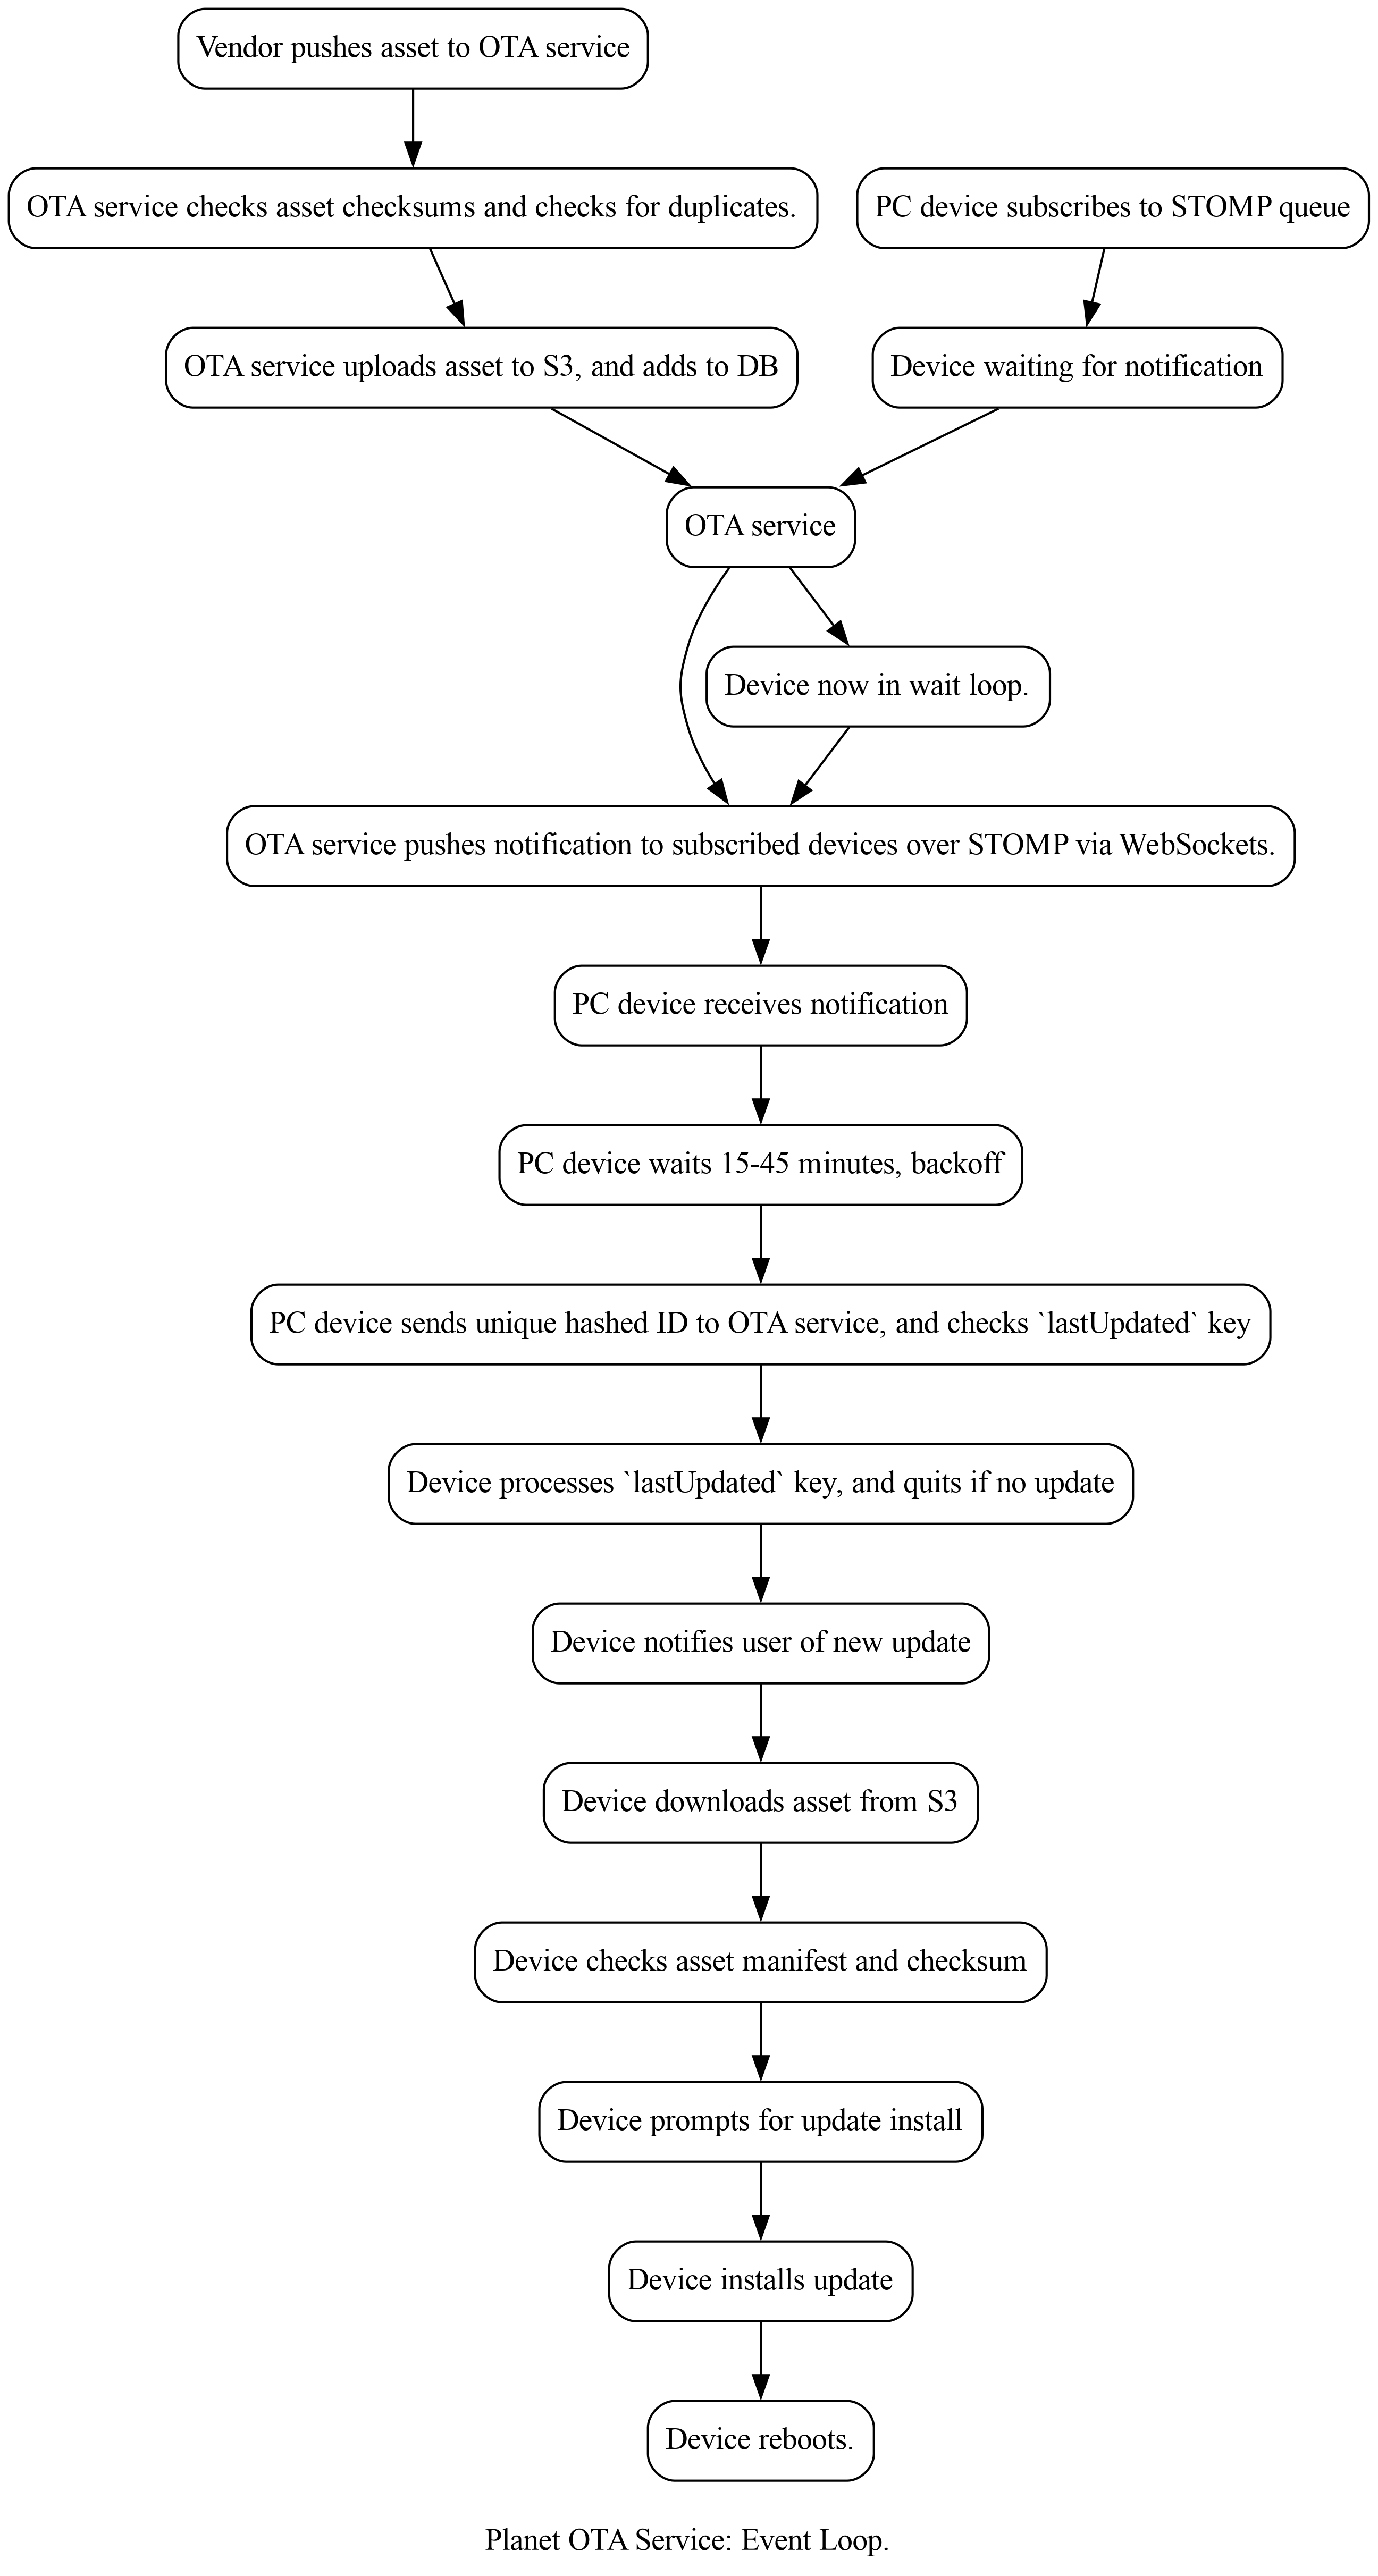 Vendor pushes asset to OTA service
OTA service checks asset checksums and checks for duplicates.
PC device subscribes to STOMP queue
OTA service uploads asset to S3, and adds to DB
Device waiting for notification
OTA service
Device now in wait loop.
OTA service pushes notification to subscribed devices over STOMP via WebSockets.
PC device receives notification
PC device waits 15-45 minutes, backoff
PC device sends unique hashed ID to OTA service, and checks `lastUpdated` key
Device processes `lastUpdated` key, and quits if no update
Device notifies user of new update
Device downloads asset from S3
Device checks asset manifest and checksum
Device prompts for update install
Device installs update
Device reboots.
Planet OTA Service: Event Loop.